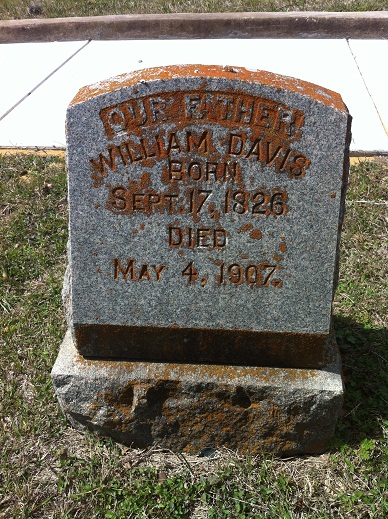 OUR FATHER
WILLIAM DAVIS
BORN
SEPT. 17, 1826
DIED
MAY 4, 1907.